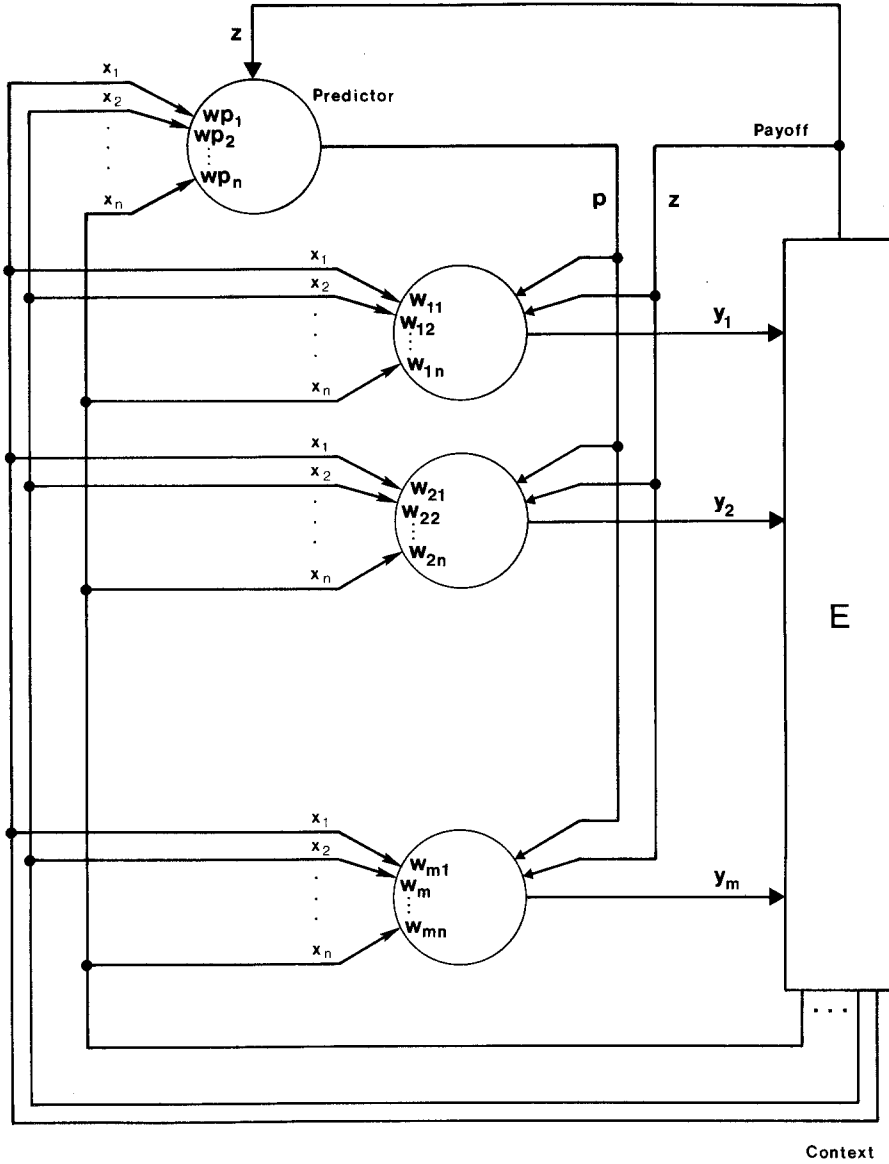 z
x₁
Predictor
x₂
wp₁
wp₂
wpₙ
Payoff
xₙ
p
z
x₁
x₂
w₁₁
w₁₂
y₁
w₁ₙ
xₙ
x₁
x₂
w₂₁
w₂₂
y₂
w₂ₙ
xₙ
E
x₁
x₂
wₘ₁
wₘ
yₘ
wₘₙ
xₙ
...
Context